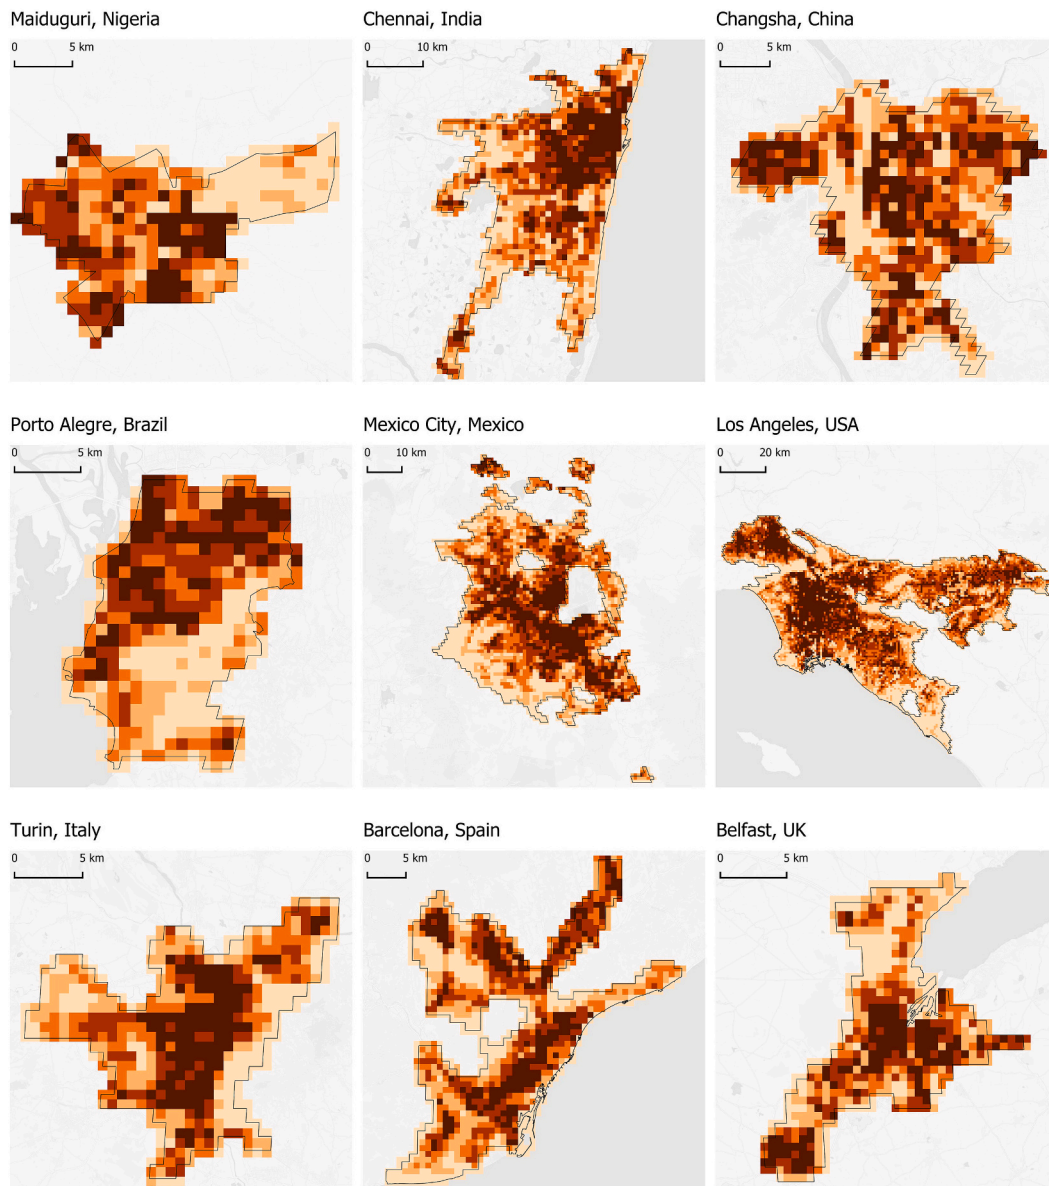 Maiduguri, Nigeria
Chennai, India
Changsha, China
0 5 km
0 10 km
0 5 km
Porto Alegre, Brazil
Mexico City, Mexico
Los Angeles, USA
0 5 km
0 10 km
0 20 km
Turin, Italy
Barcelona, Spain
Belfast, UK
0 5 km
0 5 km
0 5 km